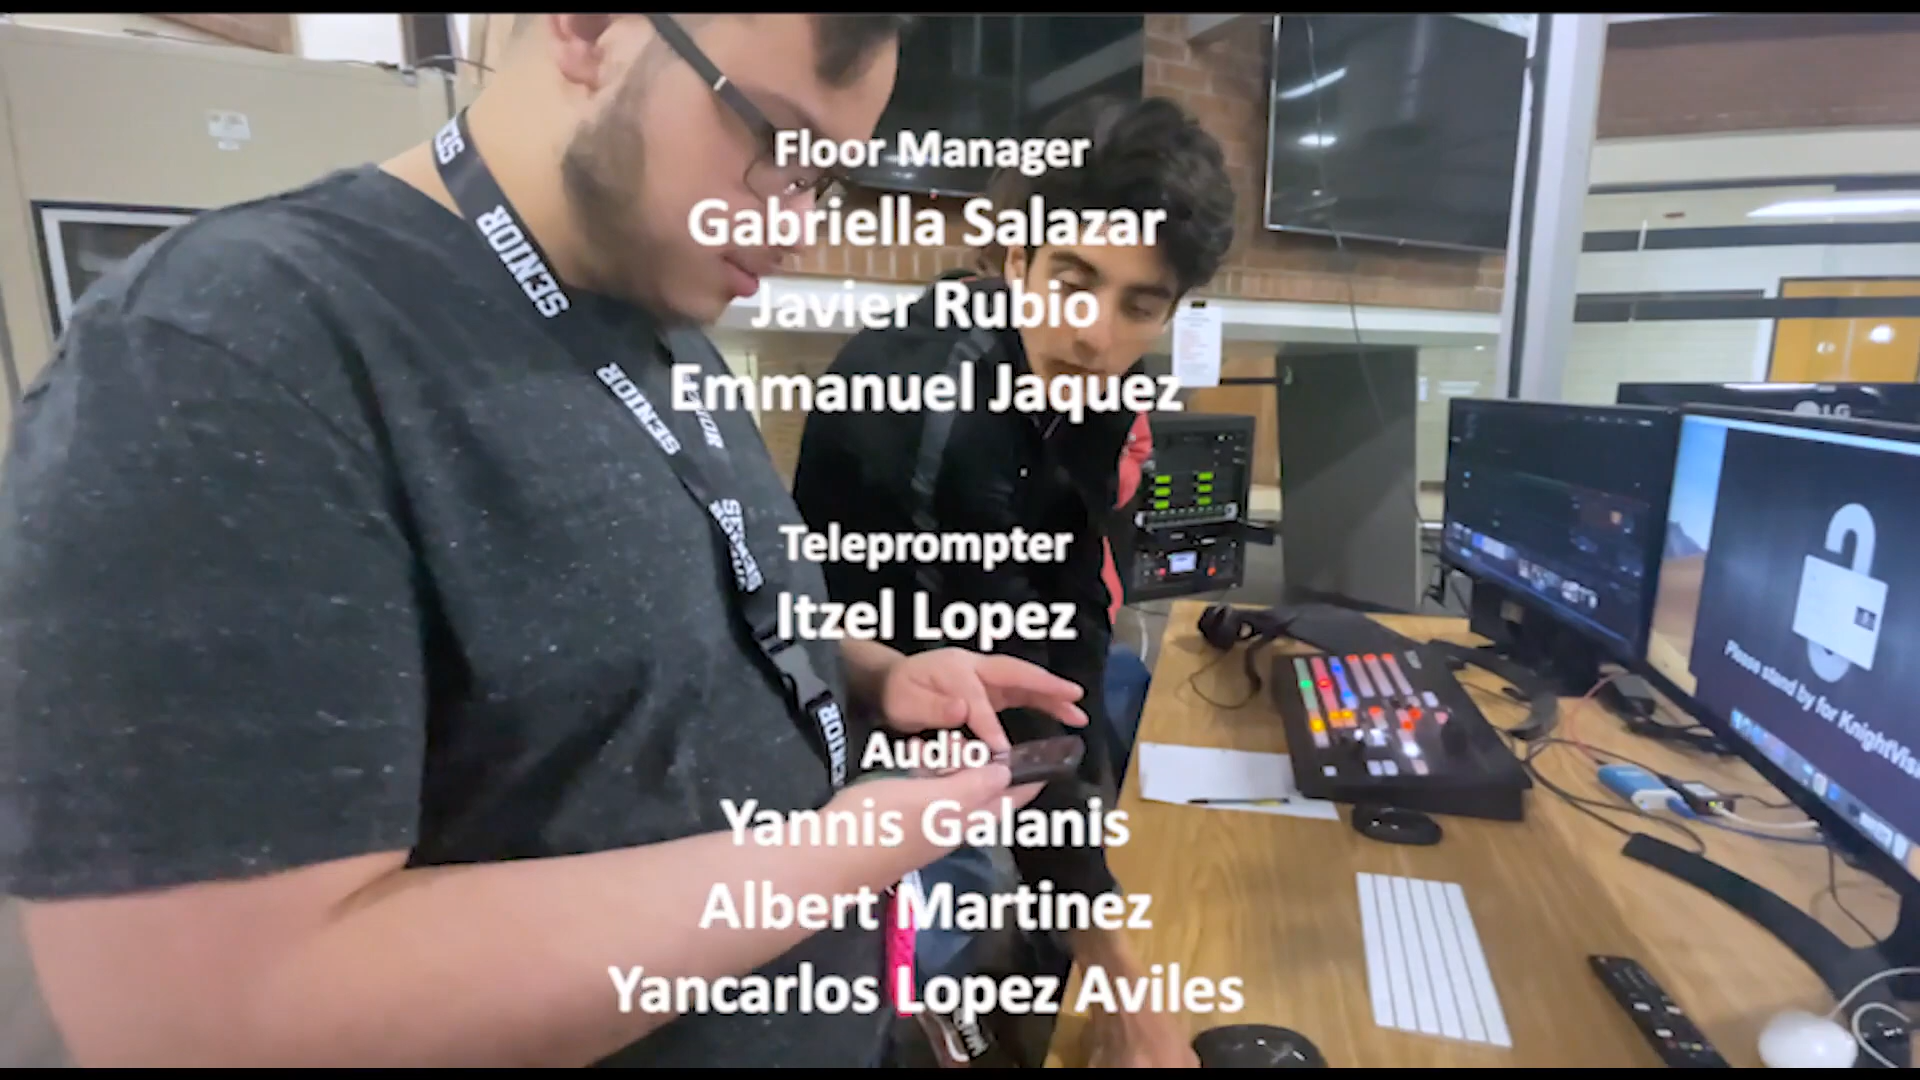 Floor Manager
Gabriella Salazar
Javier Rubio
Emmanuel Jaquez
Teleprompter
Itzel Lopez
Audio
Yannis Galanis
Albert Martinez
Yancarlos Lopez Aviles
SENIOR
SENIOR
SENIOR
LG
Please stand by for KnightVis